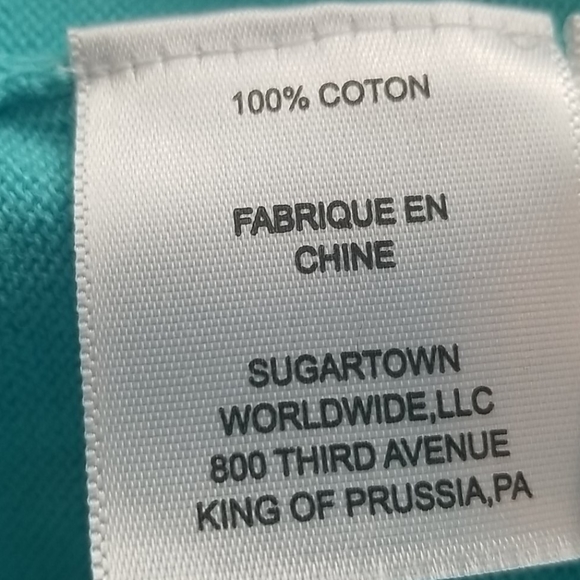 100% COTON
FABRIQUE EN
CHINE
SUGARTOWN
WORLDWIDE,LLC
800 THIRD AVENUE
KING OF PRUSSIA,PA